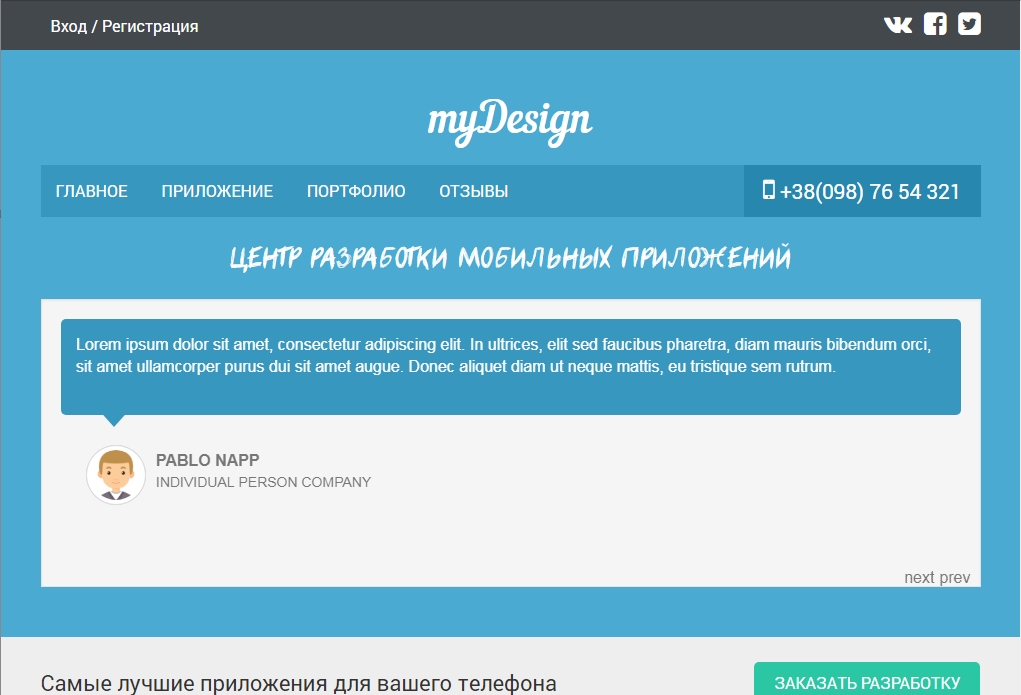 Вход / Регистрация
myDesign
ГЛАВНОЕ ПРИЛОЖЕНИЕ ПОРТФОЛИО ОТЗЫВЫ +38(098) 76 54 321
ЦЕНТР РАЗРАБОТКИ МОБИЛЬНЫХ ПРИЛОЖЕНИЙ
Lorem ipsum dolor sit amet, consectetur adipiscing elit. In ultrices, elit sed faucibus pharetra, diam mauris bibendum orci,
sit amet ullamcorper purus dui sit amet augue. Donec aliquet diam ut neque mattis, eu tristique sem rutrum.
PABLO NAPP
INDIVIDUAL PERSON COMPANY
next prev
Самые лучшие приложения для вашего телефона ЗАКАЗАТЬ РАЗРАБОТКУ